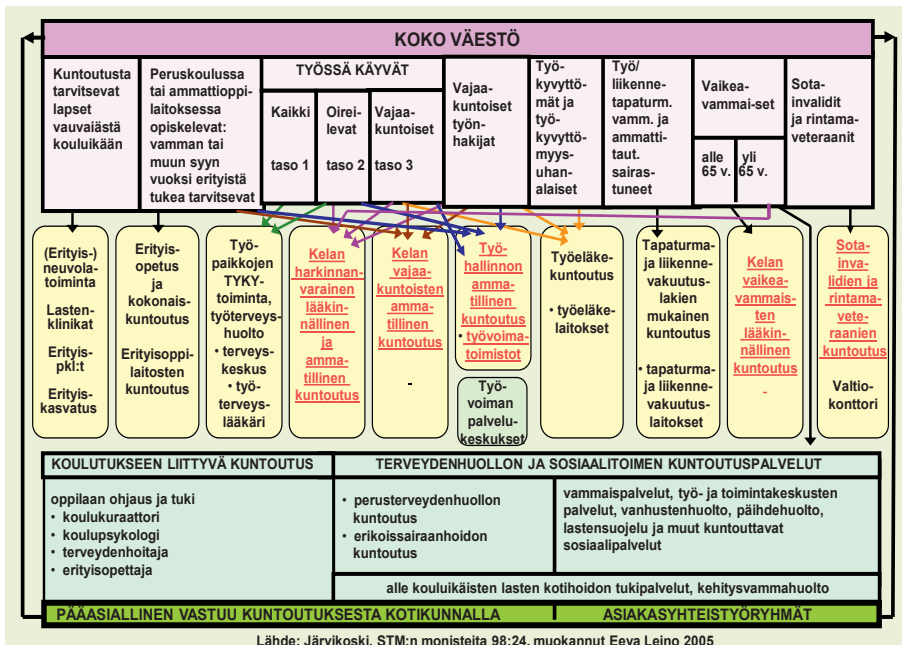 KOKO VÄESTÖ
Kuntoutusta
tarvitsevat
lapset
vauvaiästä
kouluikään
Peruskoulussa
tai ammattioppi-
laitoksessa
opiskelevat:
vamman tai
muun syyn
vuoksi erityistä
tukea tarvitsevat
TYÖSSÄ KÄYVÄT
Kaikki
taso 1
Oirei-
levat
taso 2
Vajaa-
kuntoiset
taso 3
Vajaa-
kuntoiset
työn-
hakijat
Työ-
kyvyttö-
mät ja
työ-
kyvyttö-
myys-
uhan-
alaiset
Työ/
liikenne-
tapaturm.
vamm. ja
ammatti-
taut.
sairas-
tuneet
Vaikea-
vammai-set
alle
65 v.
yli
65 v.
Sota-
invalidit
ja rintama-
veteraanit
(Erityis-)
neuvola-
toiminta
Lasten-
klinikat
Erityis-
pkl:t
Erityis-
kasvatus
Erityis-
opetus
ja
kokonais-
kuntoutus
Erityisoppi-
laitosten
kuntoutus
Työ-
paikkojen
TYKY-
toiminta,
työterveys-
huolto
• terveys-
keskus
• työ-
terveys-
lääkäri
Kelan
harkinnan-
varainen
lääkin-
nällinen
ja
amma-
tillinen
kuntoutus
Kelan
vajaa-
kuntoisten
amma-
tillinen
kuntoutus
-
Työ-
hallinnon
amma-
tillinen
kuntoutus
• työvoima-
toimistot
Työ-
voiman
palvelu-
keskukset
Työeläke-
kuntoutus
• työeläke-
laitokset
Tapaturma-
ja liikenne-
vakuutus-
lakien
mukainen
kuntoutus
• tapaturma-
ja liikenne-
vakuutus-
laitokset
Kelan
vaikea-
vammais-
ten
lääkin-
nällinen
kuntoutus
-
Sota-
inva-
lidien ja
rintama-
vete-
raanien
kuntoutus
Valtio-
konttori
KOULUTUKSEEN LIITTYVÄ KUNTOUTUS
oppilaan ohjaus ja tuki
• koulukuraattori
• koulupsykologi
• terveydenhoitaja
• erityisopettaja
TERVEYDENHUOLLON JA SOSIAALITOIMEN KUNTOUTUSPALVELUT
• perusterveydenhuollon
kuntoutus
• erikoissairaanhoidon
kuntoutus
vammaispalvelut, työ- ja toimintakeskusten
palvelut, vanhustenhuolto, päihdehuolto,
lastensuojelu ja muut kuntouttavat
sosiaalipalvelut
alle kouluikäisten lasten kotihoidon tukipalvelut, kehitysvammahuolto
PÄÄASIALLINEN VASTUU KUNTOUTUKSESTA KOTIKUNNALLA
ASIAKASYHTEISTYÖRYHMÄT
Lähde: Järvikoski, STM:n monisteita 98:24, muokannut Eeva Leino 2005